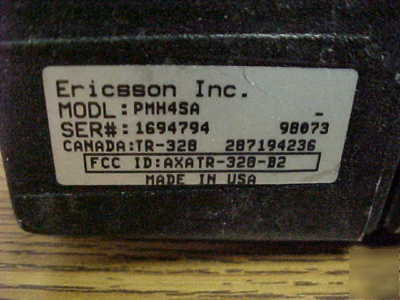 Ericsson Inc.
MODL:PMH4SA -
SER#:1694794 98073
CANADA:TR-328 287194236
FCC ID:AXATR-328-B2
MADE IN USA